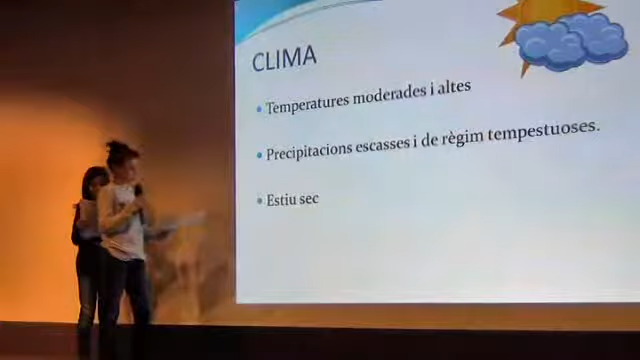 CLIMA
Temperatures moderades i altes
Precipitacions escasses i de règim tempestuoses.
Estiu sec